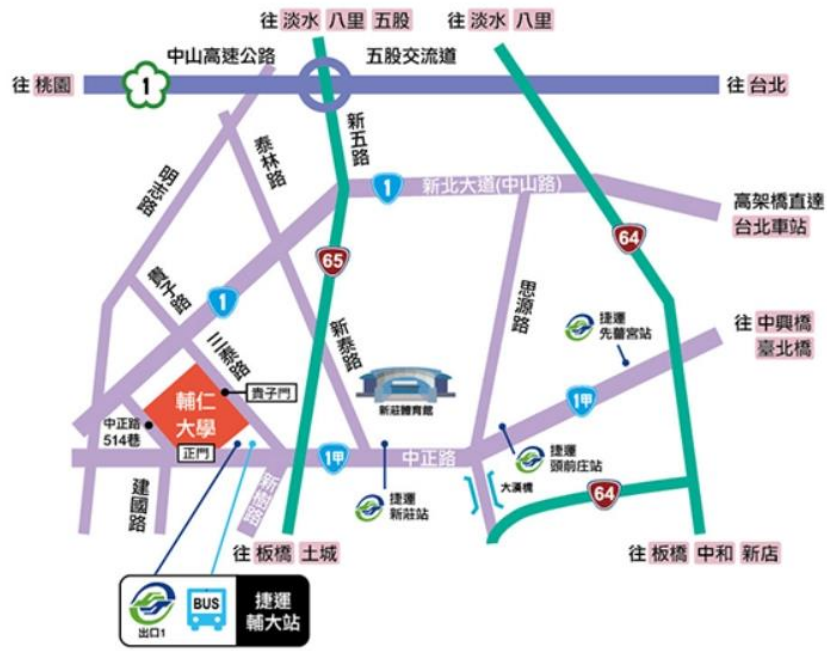 往 淡水 八里 五股
往 淡水 八里
中山高速公路
五股交流道
往 桃園
1
往 台北
新五路
泰林路
明志路
1
新北大道(中山路)
高架橋直達
台北車站
65
64
貴子路
1
思源路
捷運
先嗇宮站
往 中興橋
臺北橋
三泰路
新泰路
新莊體育館
貴子門
輔仁
大學
中正路
514巷
正門
1甲
1甲
中正路
捷運
頭前庄站
大漢橋
64
建國路
新樹路
捷運
新莊站
往 板橋 土城
往 板橋 中和 新店
BUS
出口1
捷運
輔大站